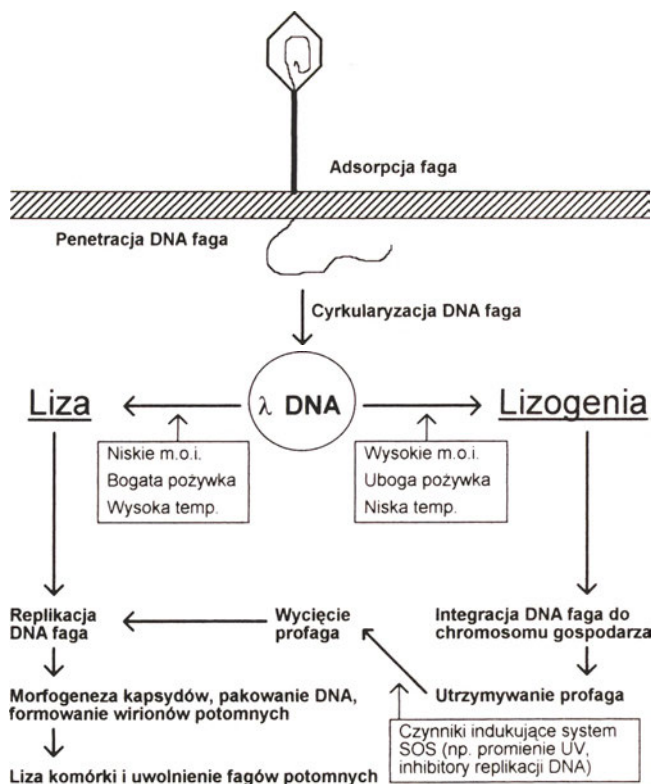 Adsorpcja faga
Penetracja DNA faga
Cyrkularyzacja DNA faga
λ DNA
Liza
Lizogenia
Niskie m.o.i.
Bogata pożywka
Wysoka temp.
Wysokie m.o.i.
Uboga pożywka
Niska temp.
Replikacja
DNA faga
Wycięcie
profaga
Integracja DNA faga do
chromosomu gospodarza
Morfogeneza kapsydów, pakowanie DNA,
formowanie wirionów potomnych
Utrzymywanie profaga
Czynniki indukujące system
SOS (np. promienie UV,
inhibitory replikacji DNA)
Liza komórki i uwolnienie fagów potomnych